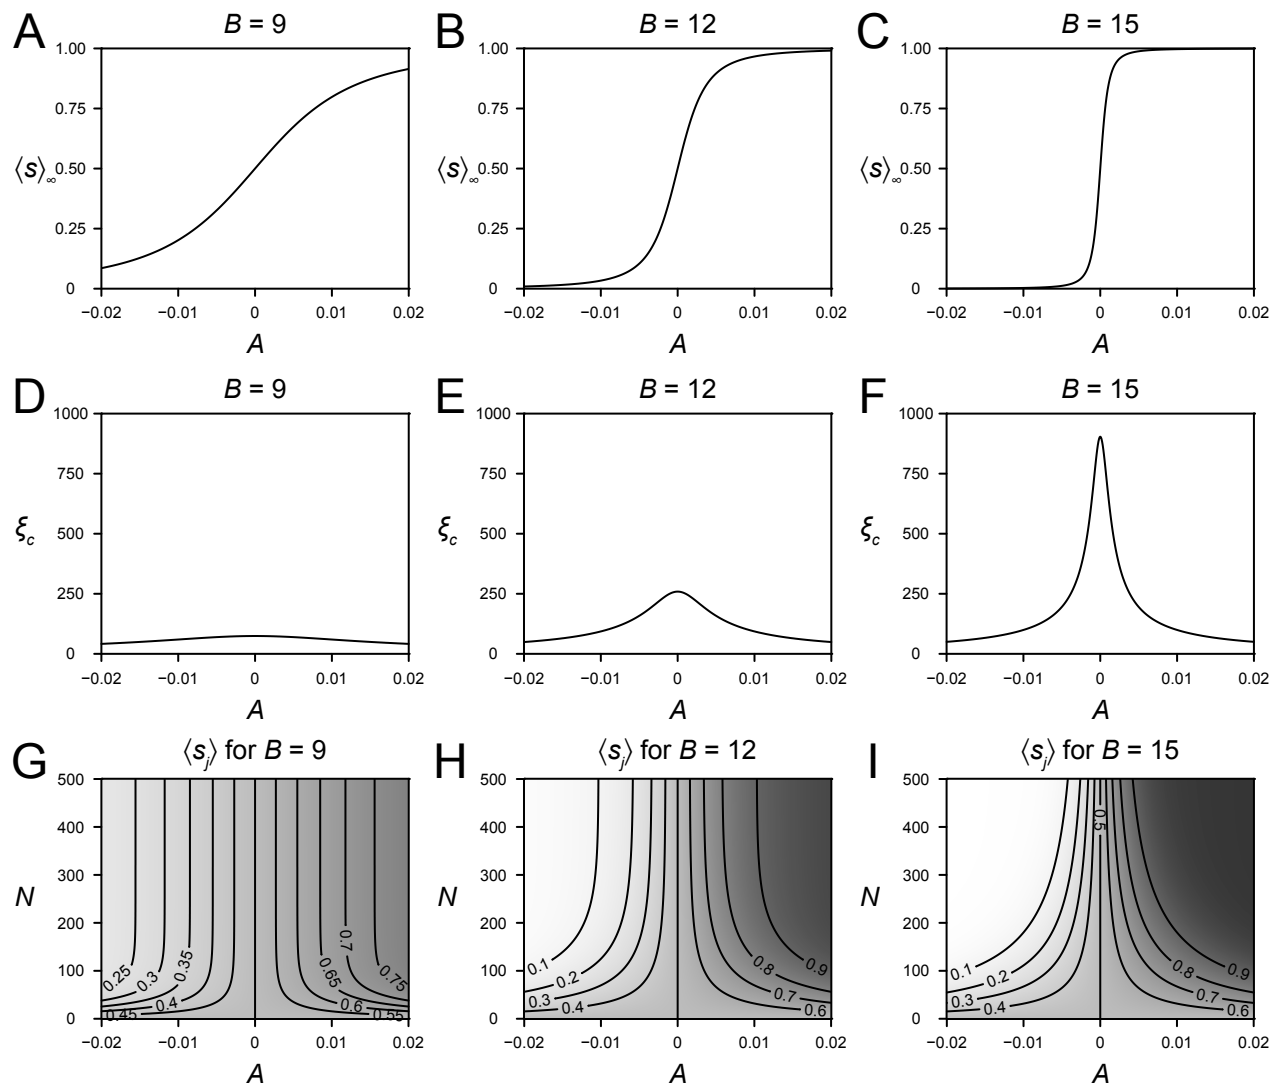 A B = 9
B B = 12
C B = 15
1.00 1.00 1.00
0.75 0.75 0.75
⟨s⟩∞ 0.50 ⟨s⟩∞ 0.50 ⟨s⟩∞ 0.50
0.25 0.25 0.25
0 0 0
−0.02 −0.01 0 0.01 0.02 −0.02 −0.01 0 0.01 0.02 −0.02 −0.01 0 0.01 0.02
A A A
D B = 9
E B = 12
F B = 15
1000 1000 1000
750 750 750
ξc 500 ξc 500 ξc 500
250 250 250
0 0 0
−0.02 −0.01 0 0.01 0.02 −0.02 −0.01 0 0.01 0.02 −0.02 −0.01 0 0.01 0.02
A A A
G ⟨sj⟩ for B = 9
H ⟨sj⟩ for B = 12
I ⟨sj⟩ for B = 15
500 500 500
400 400 400 0.5
300 300 300
N N N
200 200 200
0.25 0.3 0.35 0.4 0.45 0.7 0.65 0.75 0.6 0.55
0.1 0.2 0.3 0.4 0.8 0.9 0.7 0.6
0.1 0.2 0.3 0.4 0.8 0.9 0.7 0.6
100 100 100
0 0 0
−0.02 −0.01 0 0.01 0.02 −0.02 −0.01 0 0.01 0.02 −0.02 −0.01 0 0.01 0.02
A A A